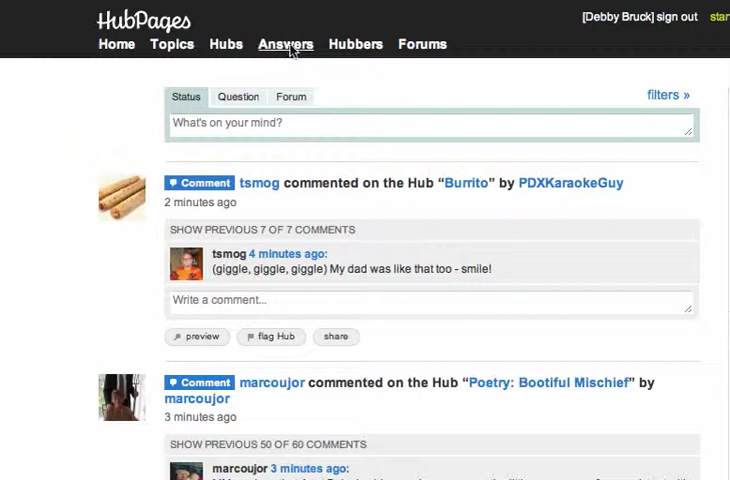 HubPages
[Debby Bruck] sign out
Home Topics Hubs Answers Hubbers Forums
Status Question Forum
filters »
What's on your mind?
Comment tsmog commented on the Hub “Burrito” by PDXKaraokeGuy
2 minutes ago
SHOW PREVIOUS 7 OF 7 COMMENTS
tsmog 4 minutes ago:
(giggle, giggle, giggle) My dad was like that too - smile!
Write a comment...
preview flag Hub share
Comment marcoujor commented on the Hub “Poetry: Bootiful Mischief” by
marcoujor
3 minutes ago
SHOW PREVIOUS 50 OF 60 COMMENTS
marcoujor 3 minutes ago: